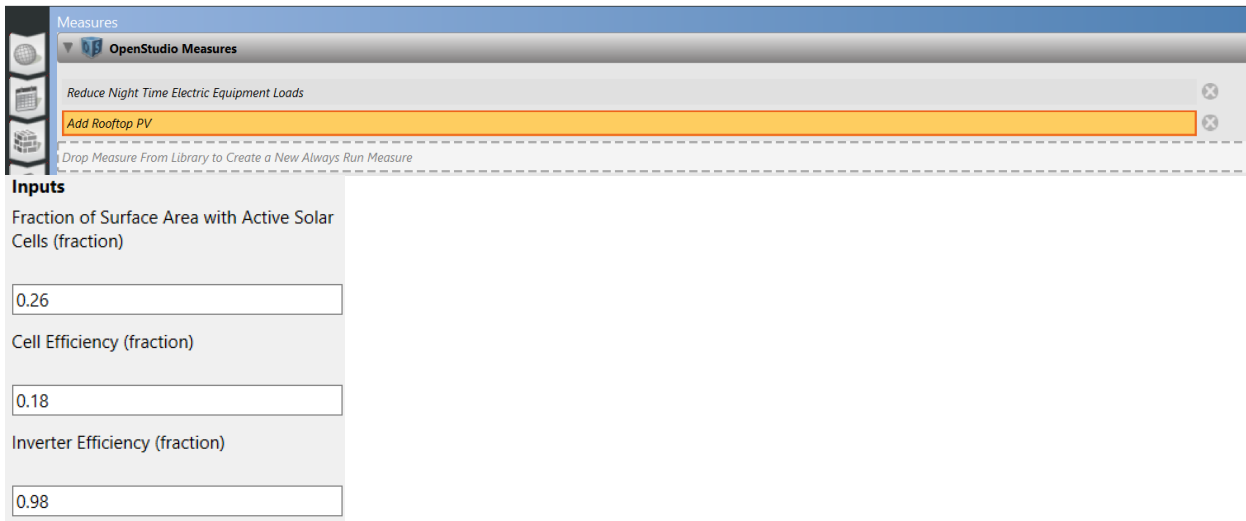 Measures
OpenStudio Measures
Reduce Night Time Electric Equipment Loads
Add Rooftop PV
Drop Measure From Library to Create a New Always Run Measure
Inputs
Fraction of Surface Area with Active Solar
Cells (fraction)
0.26
Cell Efficiency (fraction)
0.18
Inverter Efficiency (fraction)
0.98